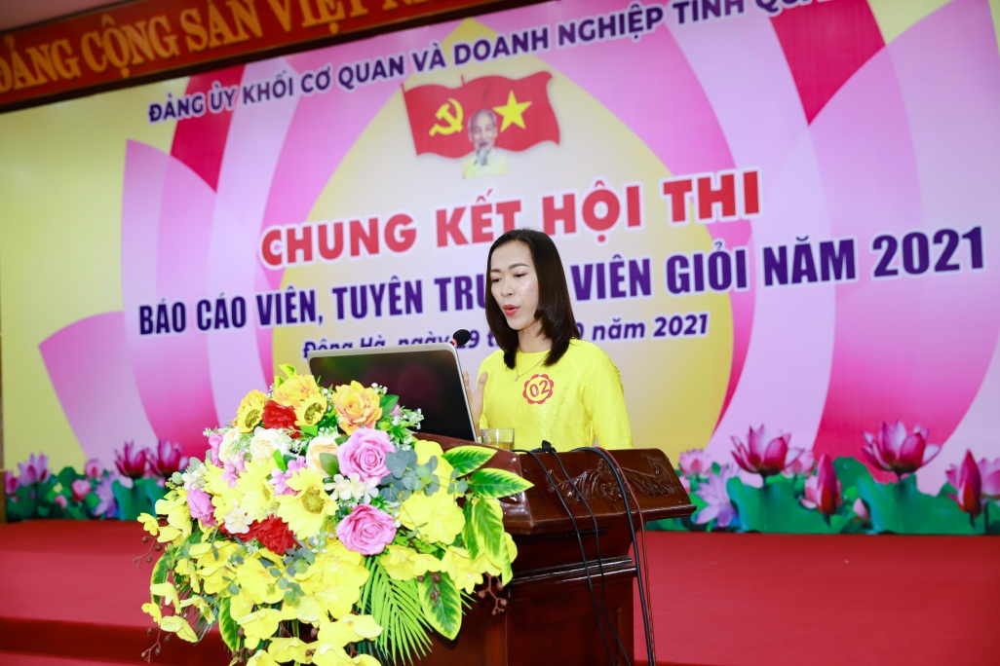 ĐẢNG CỘNG SẢN VIỆT
ĐẢNG ỦY KHỐI CƠ QUAN VÀ DOANH NGHIỆP TỈNH
CHUNG KẾT HỘI THI
BÁO CÁO VIÊN, TUYÊN VIÊN GIỎI NĂM 2021
Đông Hà, ngày năm 2021
02